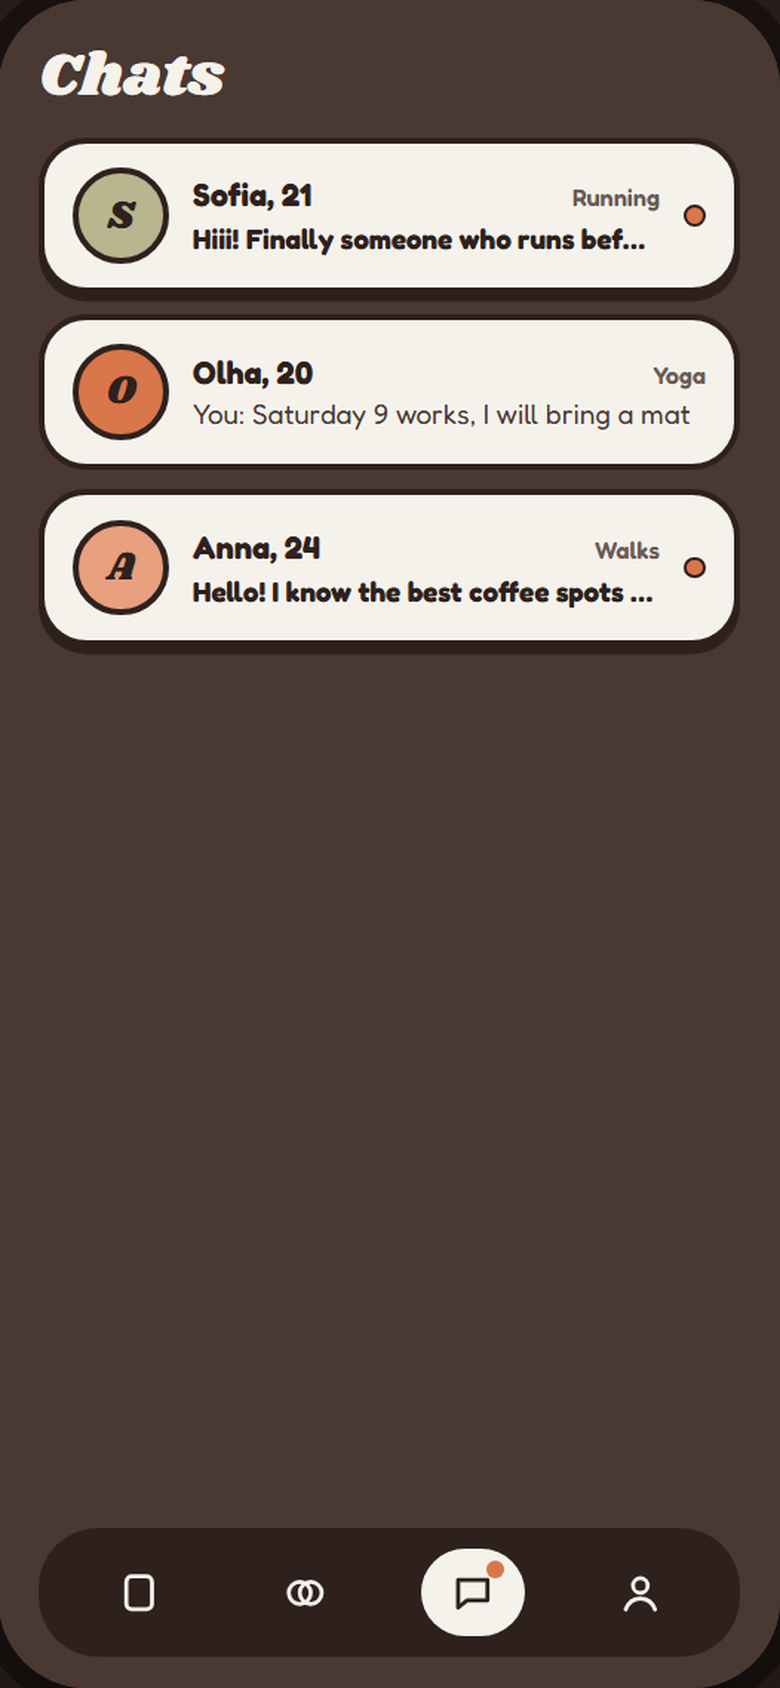 Chats
S
Sofia, 21
Running
Hiii! Finally someone who runs bef...
O
Olha, 20
Yoga
You: Saturday 9 works, I will bring a mat
A
Anna, 24
Walks
Hello! I know the best coffee spots ...